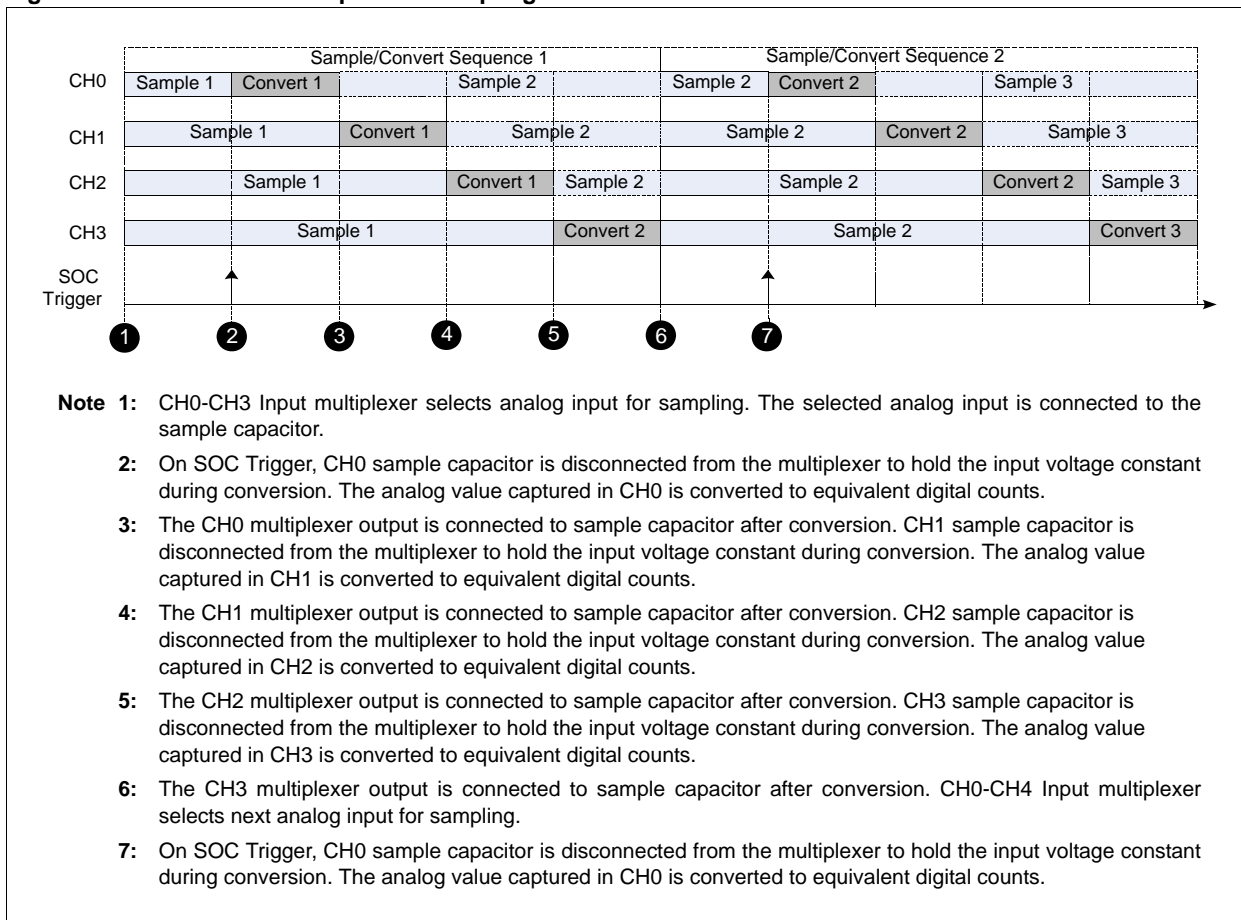 Sample/Convert Sequence 1 Sample/Convert Sequence 2
CH0 Sample 1 Convert 1 Sample 2 Sample 2 Convert 2 Sample 3
CH1 Sample 1 Convert 1 Sample 2 Sample 2 Convert 2 Sample 3
CH2 Sample 1 Convert 1 Sample 2 Sample 2 Convert 2 Sample 3
CH3 Sample 1 Convert 2 Sample 2 Convert 3
SOC
Trigger
1 2 3 4 5 6 7
Note 1: CH0-CH3 Input multiplexer selects analog input for sampling. The selected analog input is connected to the
sample capacitor.
2: On SOC Trigger, CH0 sample capacitor is disconnected from the multiplexer to hold the input voltage constant
during conversion. The analog value captured in CH0 is converted to equivalent digital counts.
3: The CH0 multiplexer output is connected to sample capacitor after conversion. CH1 sample capacitor is
disconnected from the multiplexer to hold the input voltage constant during conversion. The analog value
captured in CH1 is converted to equivalent digital counts.
4: The CH1 multiplexer output is connected to sample capacitor after conversion. CH2 sample capacitor is
disconnected from the multiplexer to hold the input voltage constant during conversion. The analog value
captured in CH2 is converted to equivalent digital counts.
5: The CH2 multiplexer output is connected to sample capacitor after conversion. CH3 sample capacitor is
disconnected from the multiplexer to hold the input voltage constant during conversion. The analog value
captured in CH3 is converted to equivalent digital counts.
6: The CH3 multiplexer output is connected to sample capacitor after conversion. CH0-CH4 Input multiplexer
selects next analog input for sampling.
7: On SOC Trigger, CH0 sample capacitor is disconnected from the multiplexer to hold the input voltage constant
during conversion. The analog value captured in CH0 is converted to equivalent digital counts.